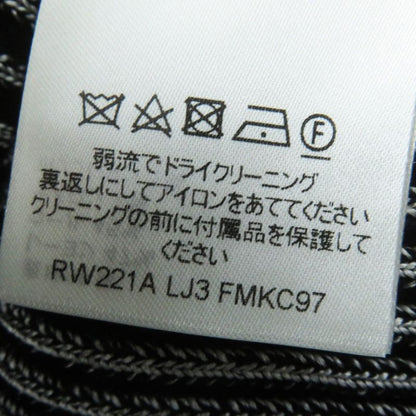 F
弱流でドライクリーニング
裏返しにしてアイロンをあててください
クリーニングの前に付属品を保護して
ください
RW221A LJ3 FMKC97